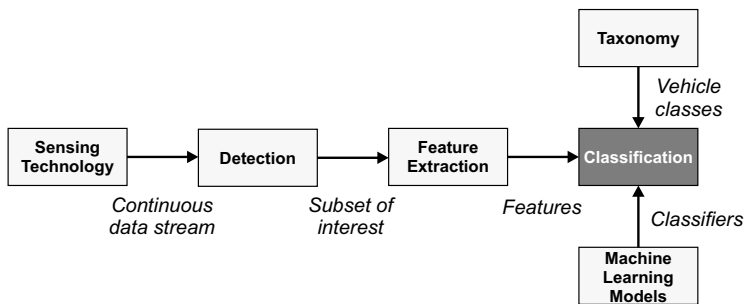 Taxonomy
Vehicle
classes
Sensing
Technology
Detection
Feature
Extraction
Classification
Continuous
data stream
Subset of
interest
Features
Classifiers
Machine
Learning
Models